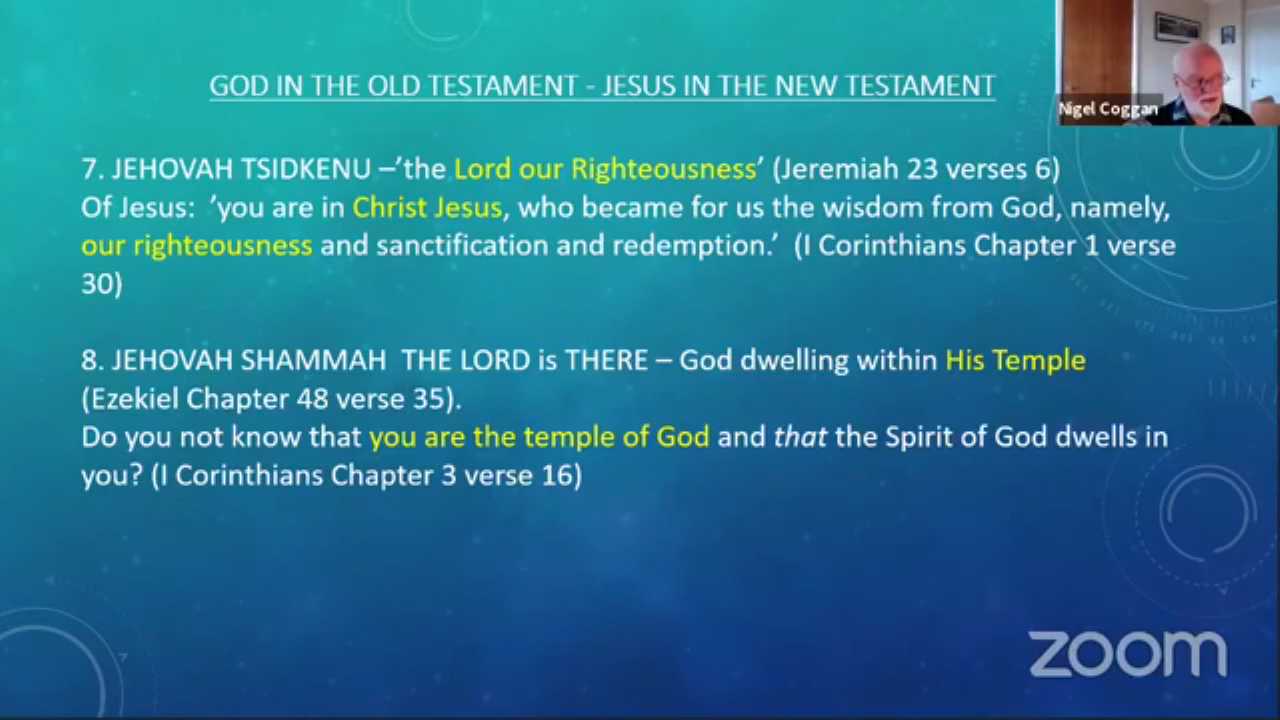 GOD IN THE OLD TESTAMENT - JESUS IN THE NEW TESTAMENT
Nigel Coggan
7. JEHOVAH TSIDKENU –’the Lord our Righteousness’ (Jeremiah 23 verses 6)
Of Jesus:  ’you are in Christ Jesus, who became for us the wisdom from God, namely,
our righteousness and sanctification and redemption.’  (I Corinthians Chapter 1 verse
30)
8. JEHOVAH SHAMMAH  THE LORD is THERE – God dwelling within His Temple
(Ezekiel Chapter 48 verse 35).
Do you not know that you are the temple of God and that the Spirit of God dwells in
you? (I Corinthians Chapter 3 verse 16)
zoom